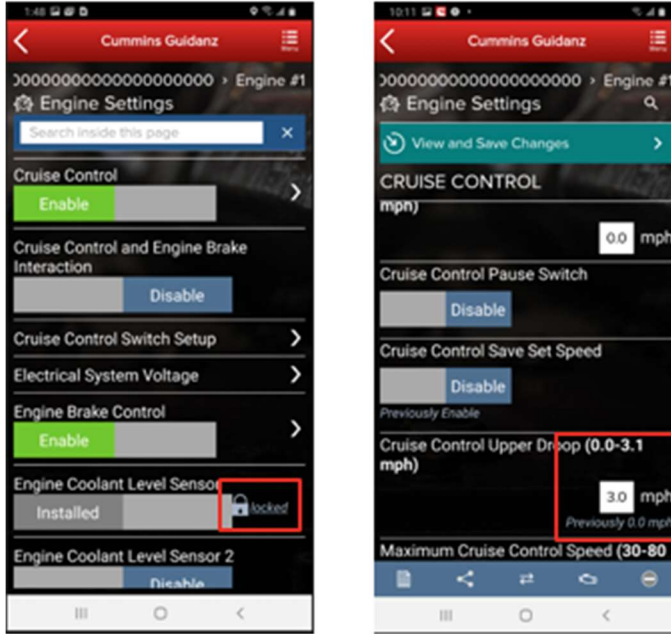 1:48
Cummins Guidanz
Menu
00000000000000000000 › Engine #1
Engine Settings
Search inside this page
Cruise Control
Enable
Cruise Control and Engine Brake
Interaction
Disable
Cruise Control Switch Setup
Electrical System Voltage
Engine Brake Control
Enable
Engine Coolant Level Sensor
Installed
locked
Engine Coolant Level Sensor 2
Disable
10:11
Cummins Guidanz
Menu
00000000000000000000 › Engine #1
Engine Settings
View and Save Changes
CRUISE CONTROL
mph)
0.0 mph
Cruise Control Pause Switch
Disable
Cruise Control Save Set Speed
Disable
Previously Enable
Cruise Control Upper Droop (0.0-3.1
mph)
3.0 mph
Previously 0.0 mph
Maximum Cruise Control Speed (30-80